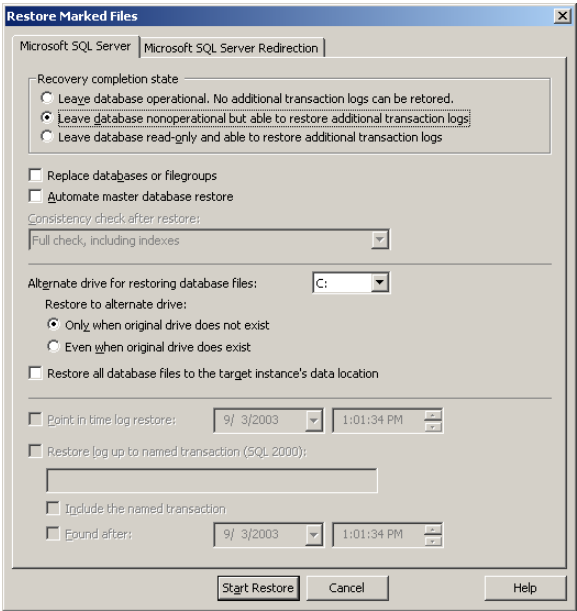 Restore Marked Files
Microsoft SQL Server
Microsoft SQL Server Redirection
Recovery completion state
Leave database operational. No additional transaction logs can be retored.
Leave database nonoperational but able to restore additional transaction logs
Leave database read-only and able to restore additional transaction logs
Replace databases or filegroups
Automate master database restore
Consistency check after restore:
Full check, including indexes
Alternate drive for restoring database files: C:
Restore to alternate drive:
Only when original drive does not exist
Even when original drive does exist
Restore all database files to the target instance's data location
Point in time log restore: 9/ 3/2003 1:01:34 PM
Restore log up to named transaction (SQL 2000):
Include the named transaction
Found after: 9/ 3/2003 1:01:34 PM
Start Restore Cancel Help